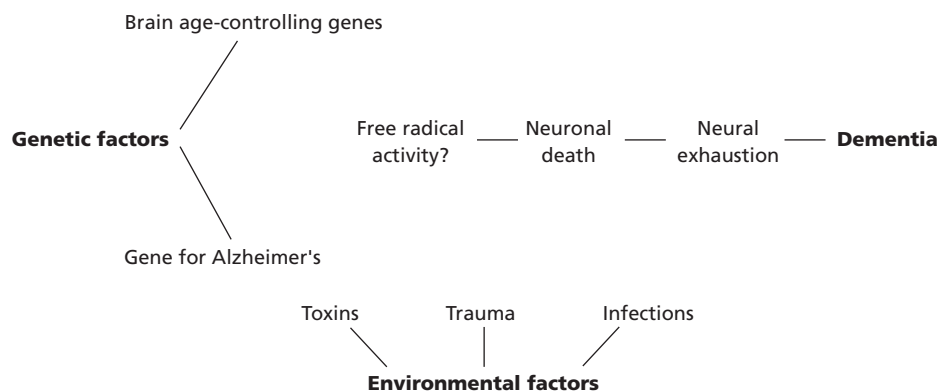 Brain age-controlling genes
Genetic factors
Free radical
activity?
Neuronal
death
Neural
exhaustion
Dementia
Gene for Alzheimer's
Toxins
Trauma
Infections
Environmental factors